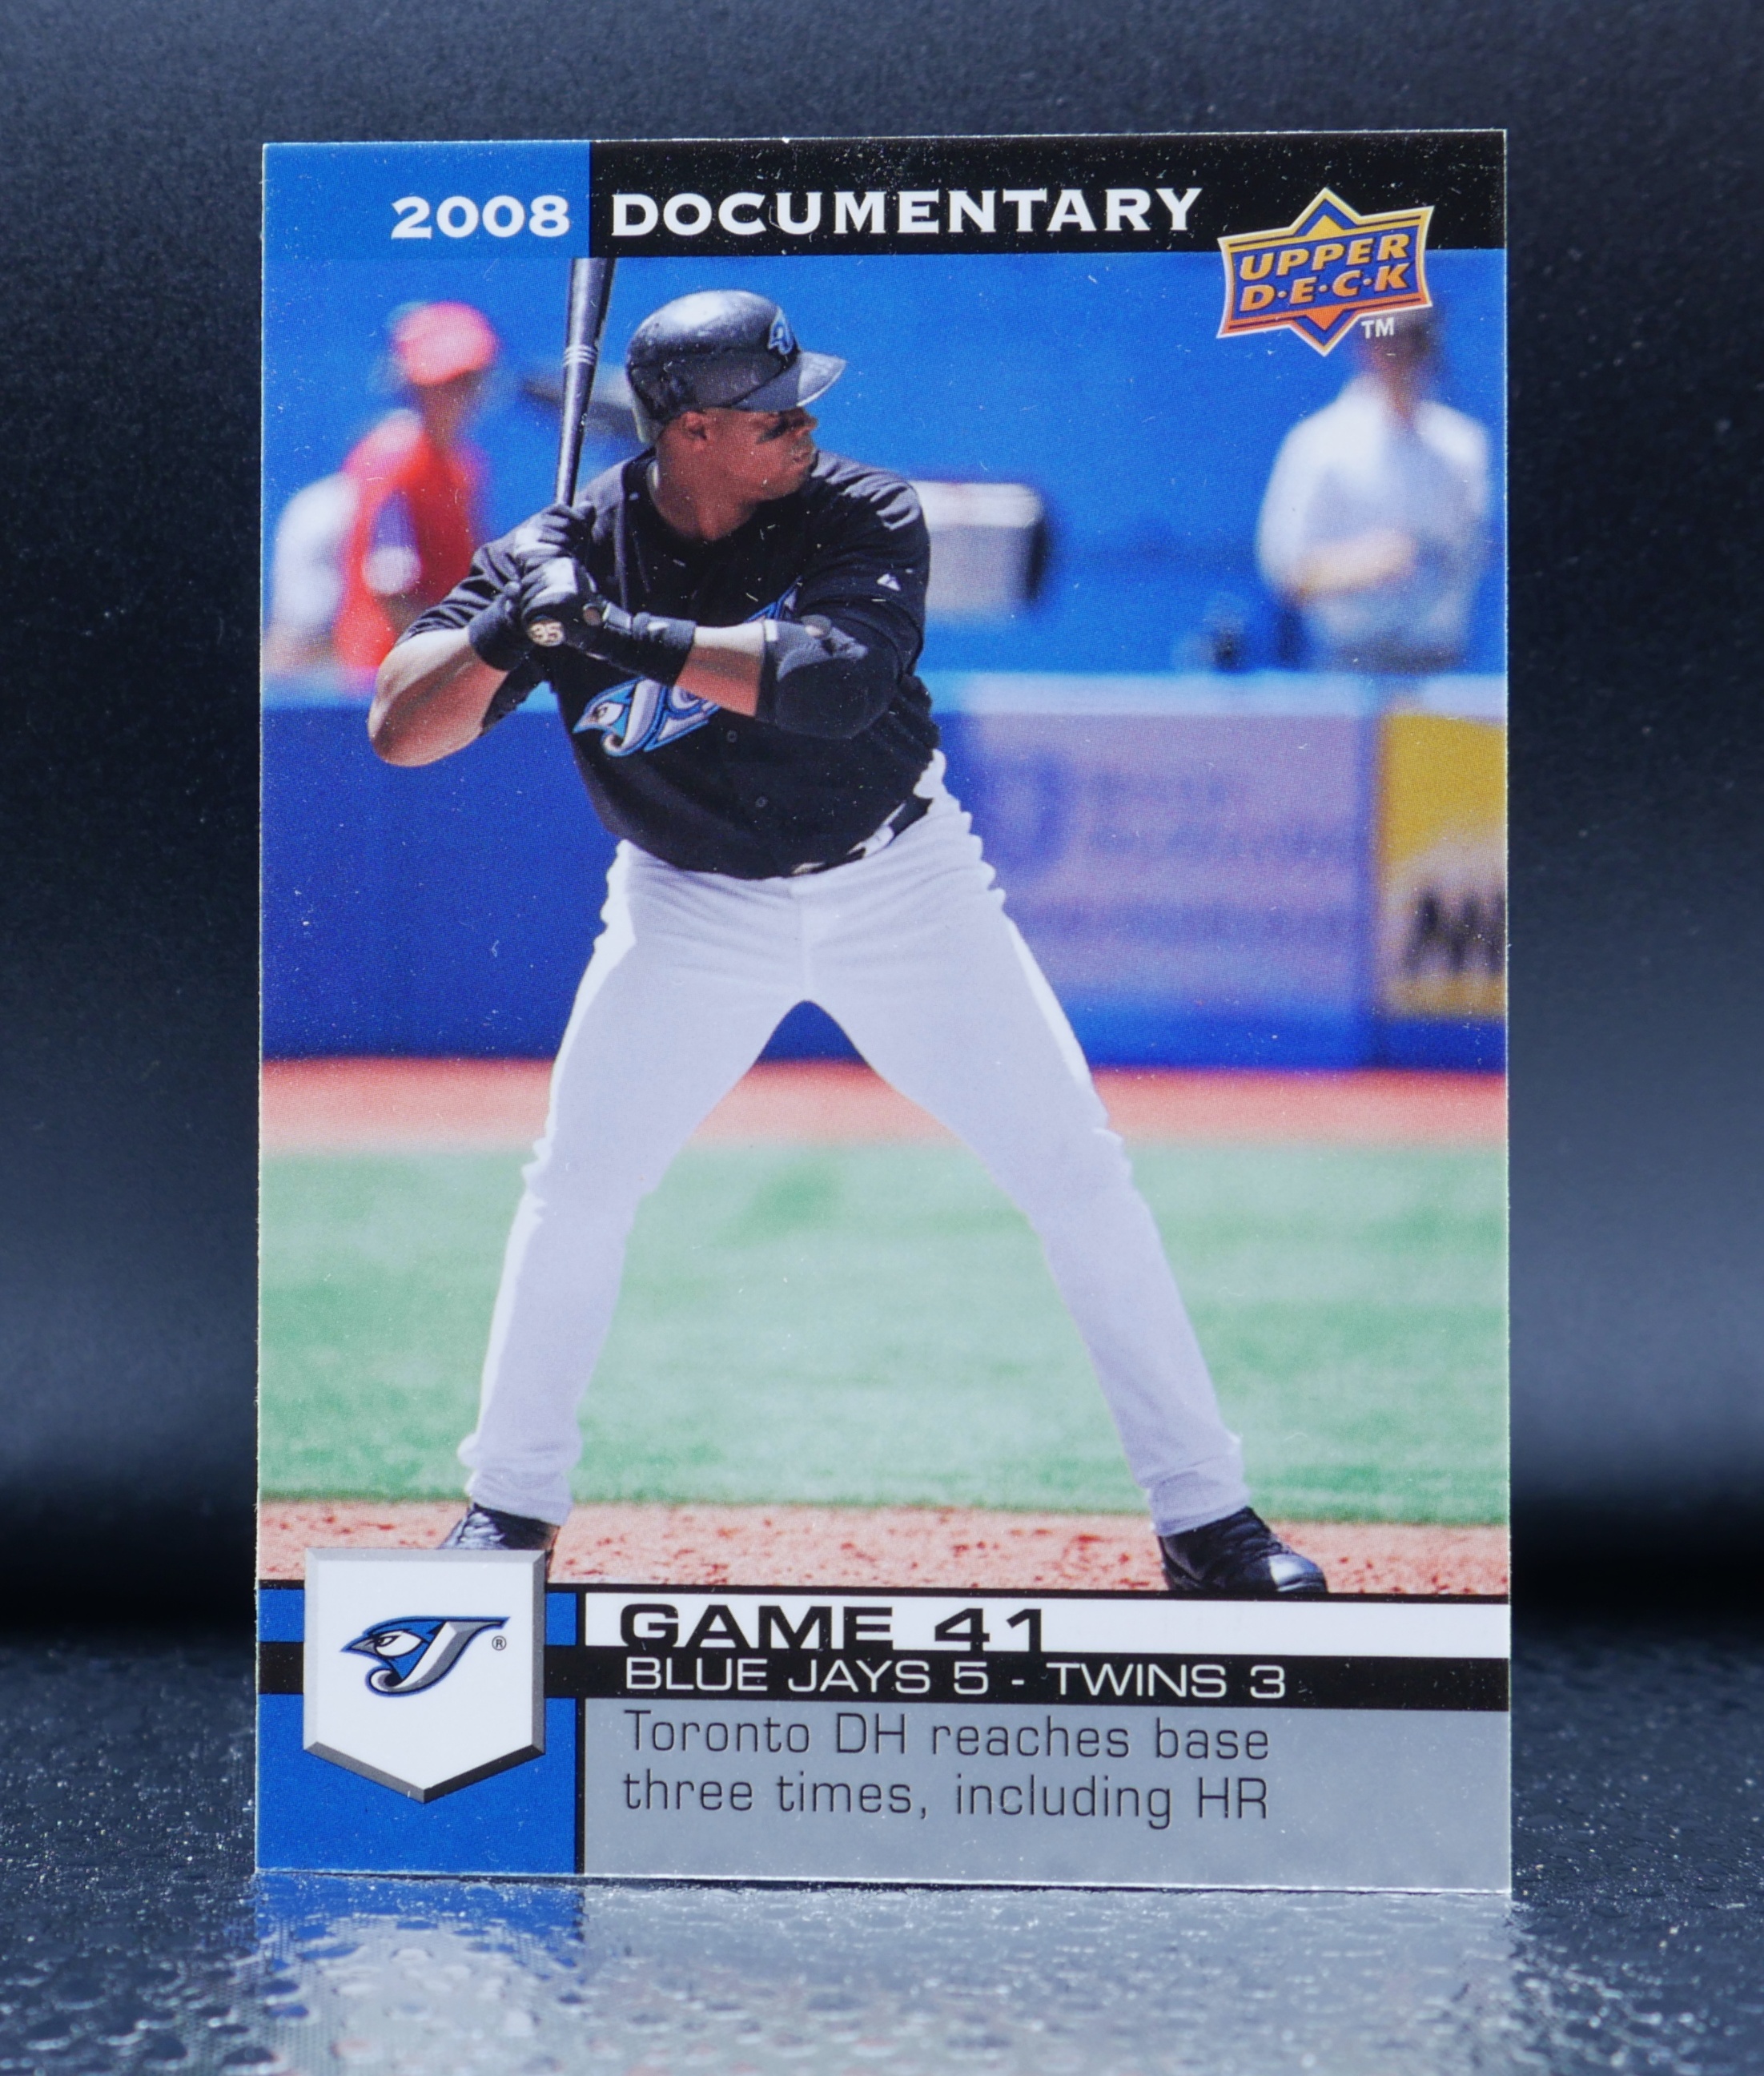 2008 DOCUMENTARY
UPPER
D·E·C·K
TM
35
GAME 41
BLUE JAYS 5 - TWINS 3
®
Toronto DH reaches base
three times, including HR